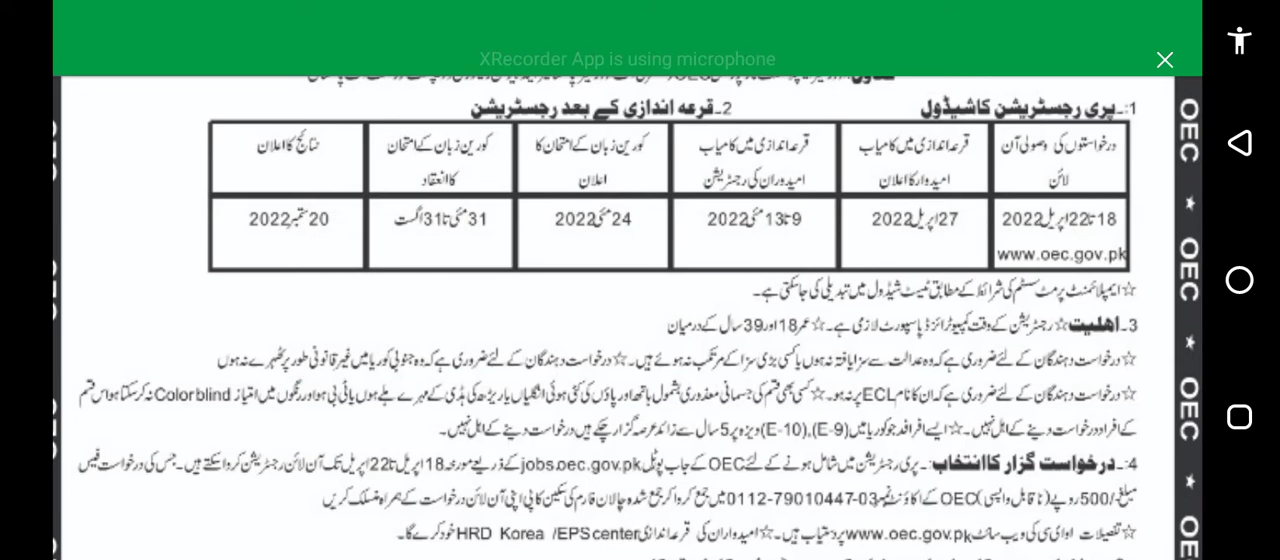 XRecorder App is using microphone
1:۔پری رجسٹریشن کا شیڈول 2۔قرعہ اندازی کے بعد رجسٹریشن
درخواستوں کی وصولی آن لائن
قرعہ اندازی میں کامیاب امیدوار کا اعلان
قرعہ اندازی میں کامیاب امیدوران کی رجسٹریشن
کورین زبان کے امتحان کا اعلان
کورین زبان کے امتحان کا انعقاد
نتائج کا اعلان
18 تا 22 اپریل 2022
www.oec.gov.pk
27 اپریل 2022
9 تا 13 مئی 2022
24 مئی 2022
31 مئی تا 31 اگست
20 ستمبر 2022
☆ایمپلائمنٹ پرمٹ سسٹم کی شرائط کے مطابق ٹیسٹ شیڈول میں تبدیلی کی جاسکتی ہے۔
3۔اھلیت☆رجسٹریشن کے وقت کمپیوٹرائزڈ پاسپورٹ لازمی ہے۔☆عمر 18 اور 39 سال کے درمیان
☆درخواست دہندگان کے لئے ضروری ہے کہ وہ عدالت سے سزا یافتہ نہ ہوں یا کسی بڑی سزا کے مرتکب نہ ہوئے ہیں۔☆درخواست دہندگان کے لئے ضروری ہے کہ وہ جنوبی کوریا میں غیر قانونی طور پر ٹھہرے نہ ہوں
☆درخواست دہندگان کے لئے ضروری ہے کہ ان کا نام ECL پر نہ ہو۔☆کسی بھی قسم کی جسمانی معذوری بشمول ہاتھ اور پاؤں کی کٹی ہوئی انگلیاں یا ریڑھ کی ہڈی کے مہرے ہلے ہوں یا ٹی بی ہو اور رنگوں میں امتیاز Colorblind نہ کر سکتا ہو اس قسم
کے افراد درخواست دینے کے اہل نہیں۔☆ایسے افراد جو کوریا میں (E-9),(E-10) ویزہ پر 5 سال سے زائد عرصہ گزار چکے ہیں درخواست دینے کے اہل نہیں۔
4:۔درخواست گزار کا انتخاب:۔پری رجسٹریشن میں شامل ہونے کے لئے OEC کے جاب پورٹل jobs.oec.gov.pk کے ذریعے مورخہ 18 اپریل تا 22 اپریل تک آن لائن رجسٹریشن کروا سکتے ہیں۔جس کی درخواست فیس
مبلغ -/500 روپے (نا قابل واپسی) OEC کے اکاؤنٹ نمبر 0112-79010447-03 میں جمع کروا کر جمع شدہ چالان فارم کی سکین کاپی اپنی آن لائن درخواست کے ہمراہ منسلک کریں
☆تفصیلات او ای سی کی ویب سائٹ www.oec.gov.pk پر دستیاب ہیں۔☆امیدواران کی قرعہ اندازی HRD Korea /EPS center خود کرے گا۔
OEC ★ OEC ★ OEC ★ OE